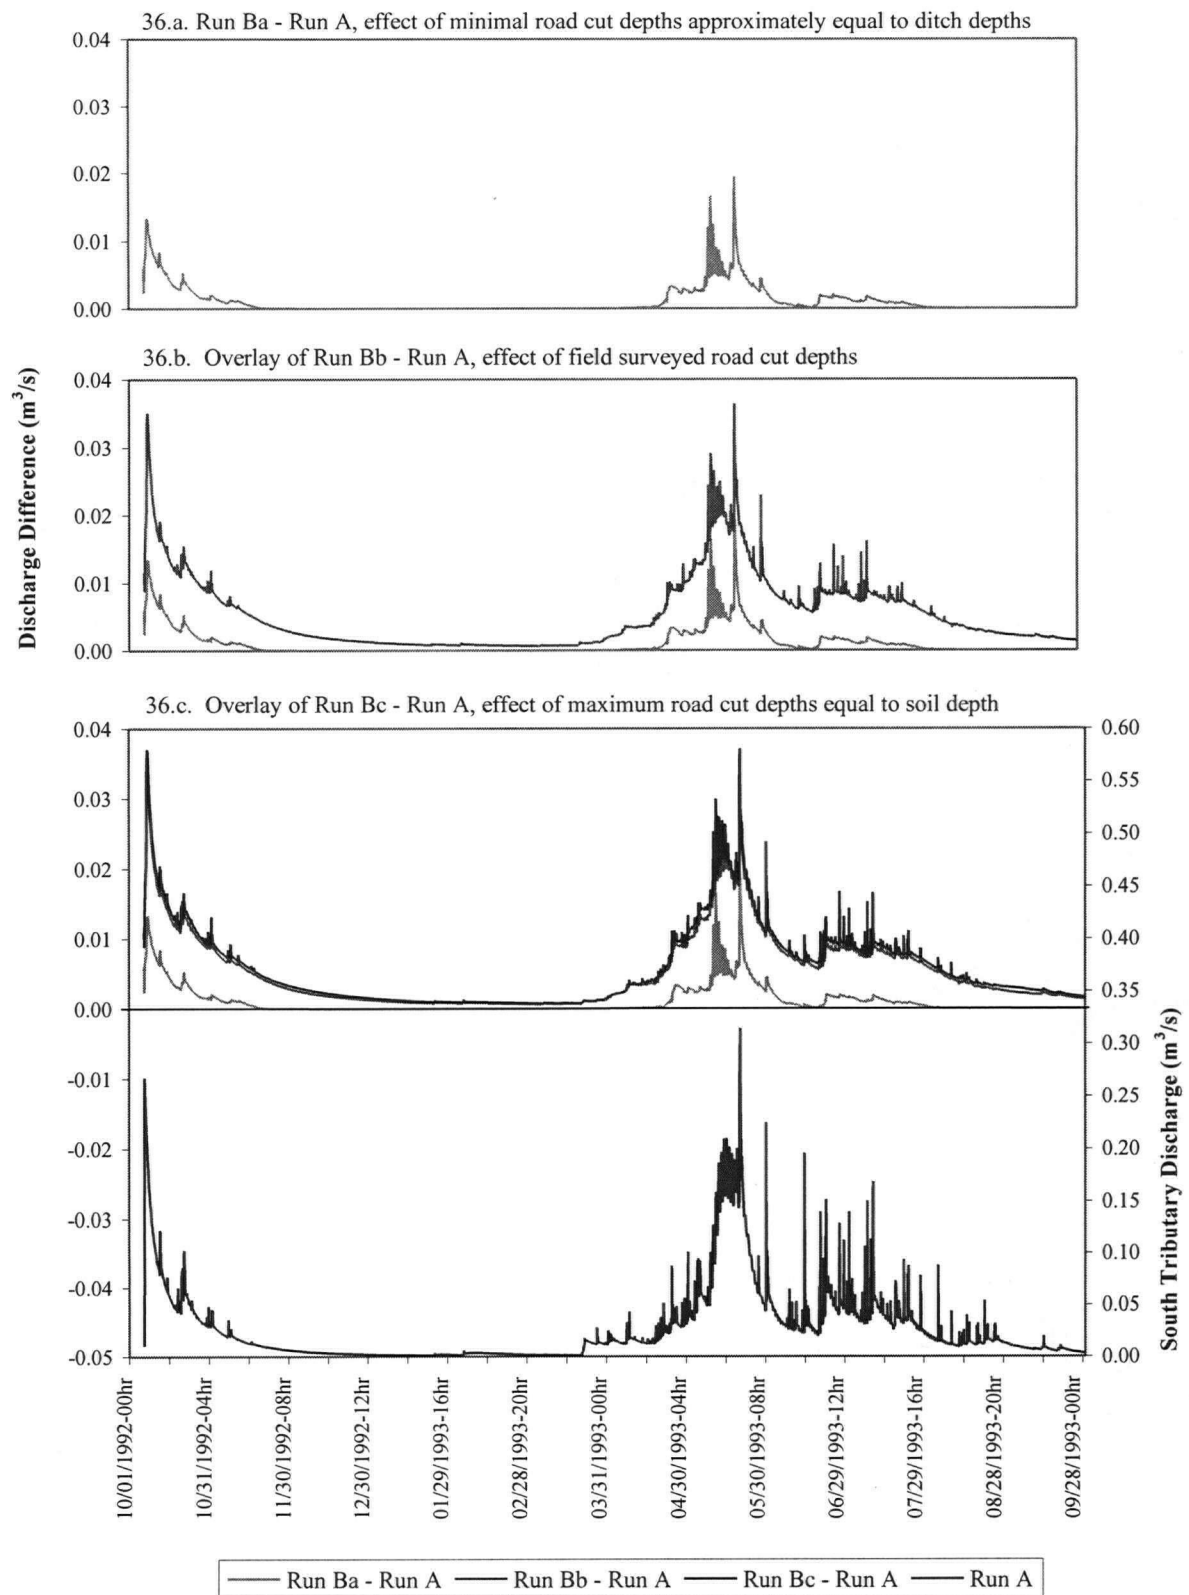 36.a. Run Ba - Run A, effect of minimal road cut depths approximately equal to ditch depths
0.04
0.03
0.02
0.01
0.00
36.b. Overlay of Run Bb - Run A, effect of field surveyed road cut depths
0.04
0.03
0.02
0.01
0.00
Discharge Difference (m³/s)
36.c. Overlay of Run Bc - Run A, effect of maximum road cut depths equal to soil depth
0.04
0.03
0.02
0.01
0.00
-0.01
-0.02
-0.03
-0.04
-0.05
0.60
0.55
0.50
0.45
0.40
0.35
0.30
0.25
0.20
0.15
0.10
0.05
0.00
South Tributary Discharge (m³/s)
10/01/1992-00hr
10/31/1992-04hr
11/30/1992-08hr
12/30/1992-12hr
01/29/1993-16hr
02/28/1993-20hr
03/31/1993-00hr
04/30/1993-04hr
05/30/1993-08hr
06/29/1993-12hr
07/29/1993-16hr
08/28/1993-20hr
09/28/1993-00hr
Run Ba - Run A
Run Bb - Run A
Run Bc - Run A
Run A